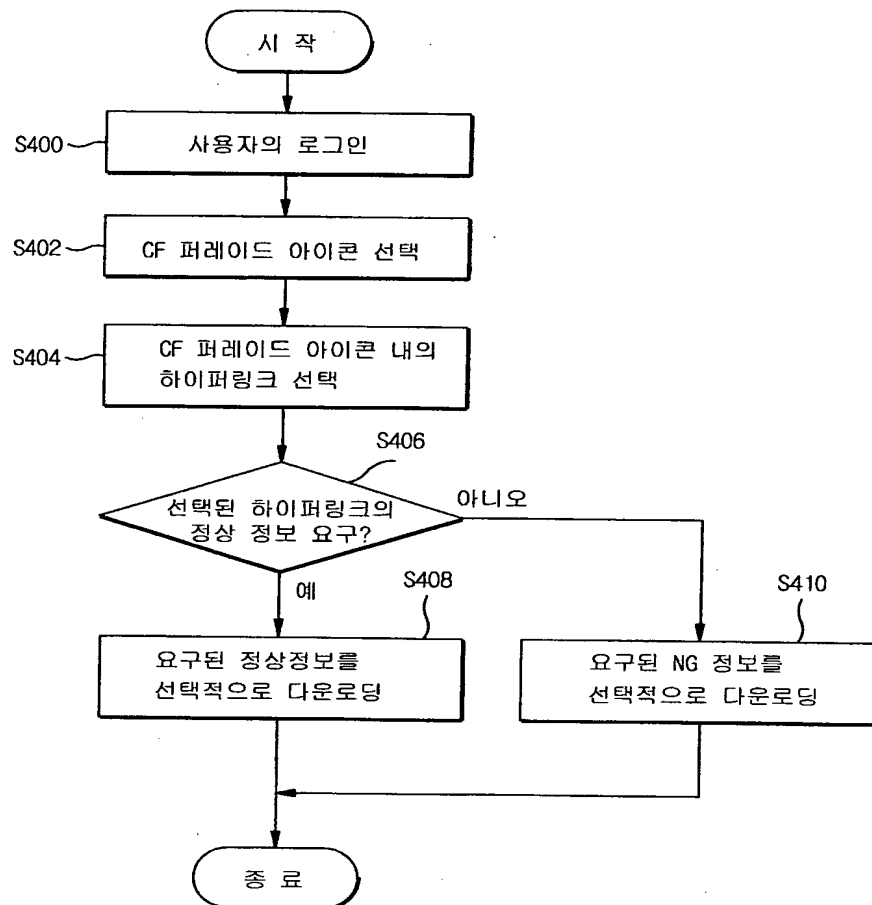 시 작
S400
사용자의 로그인
S402
CF 퍼레이드 아이콘 선택
S404
CF 퍼레이드 아이콘 내의
하이퍼링크 선택
S406
선택된 하이퍼링크의
정상 정보 요구?
아니오
예
S408
요구된 정상정보를
선택적으로 다운로딩
S410
요구된 NG 정보를
선택적으로 다운로딩
종 료